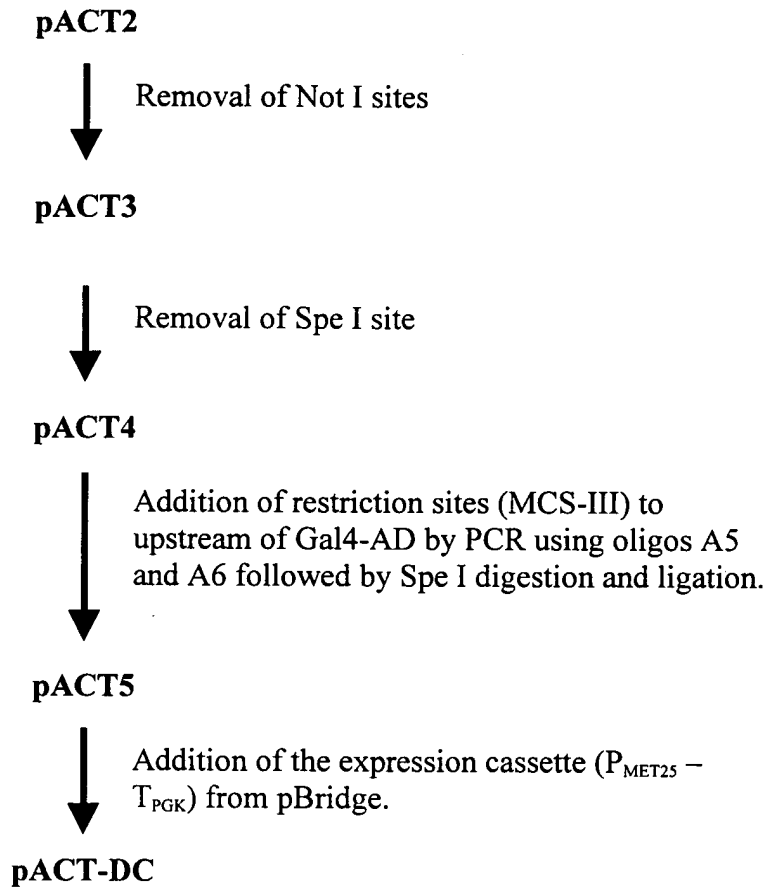 pACT2
Removal of Not I sites
pACT3
Removal of Spe I site
pACT4
Addition of restriction sites (MCS-III) to
upstream of Gal4-AD by PCR using oligos A5
and A6 followed by Spe I digestion and ligation.
pACT5
Addition of the expression cassette (PMET25 –
TPGK) from pBridge.
pACT-DC